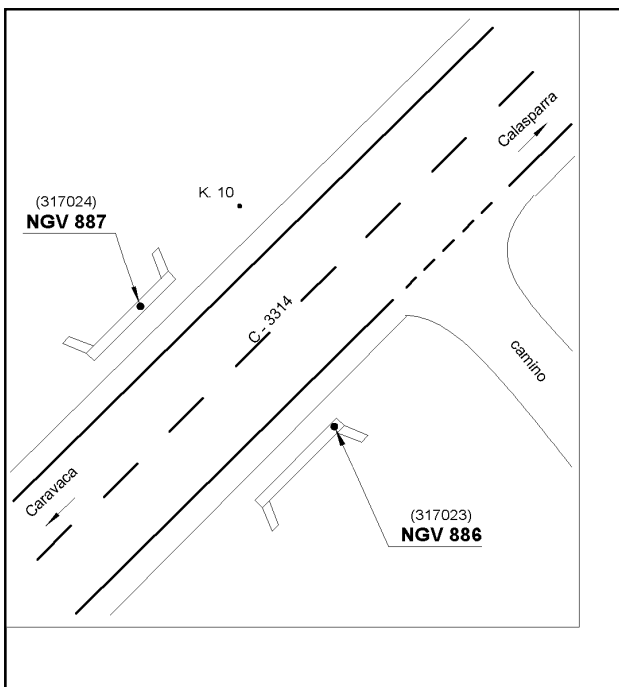 Calasparra
K. 10
(317024)
NGV 887
C - 3314
camino
Caravaca
(317023)
NGV 886